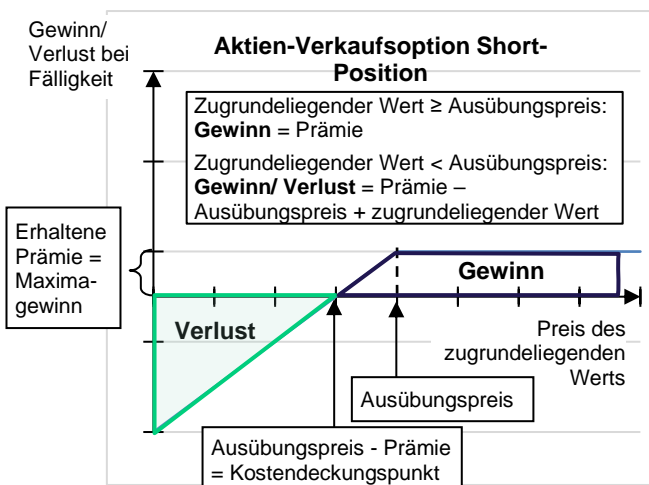 Gewinn/
Verlust bei
Fälligkeit
Aktien-Verkaufsoption Short-
Position
Zugrundeliegender Wert ≥ Ausübungspreis:
Gewinn = Prämie
Zugrundeliegender Wert < Ausübungspreis:
Gewinn/ Verlust = Prämie –
Ausübungspreis + zugrundeliegender Wert
Erhaltene
Prämie =
Maxima-
gewinn
Gewinn
Verlust
Preis des
zugrundeliegenden
Werts
Ausübungspreis
Ausübungspreis - Prämie
= Kostendeckungspunkt